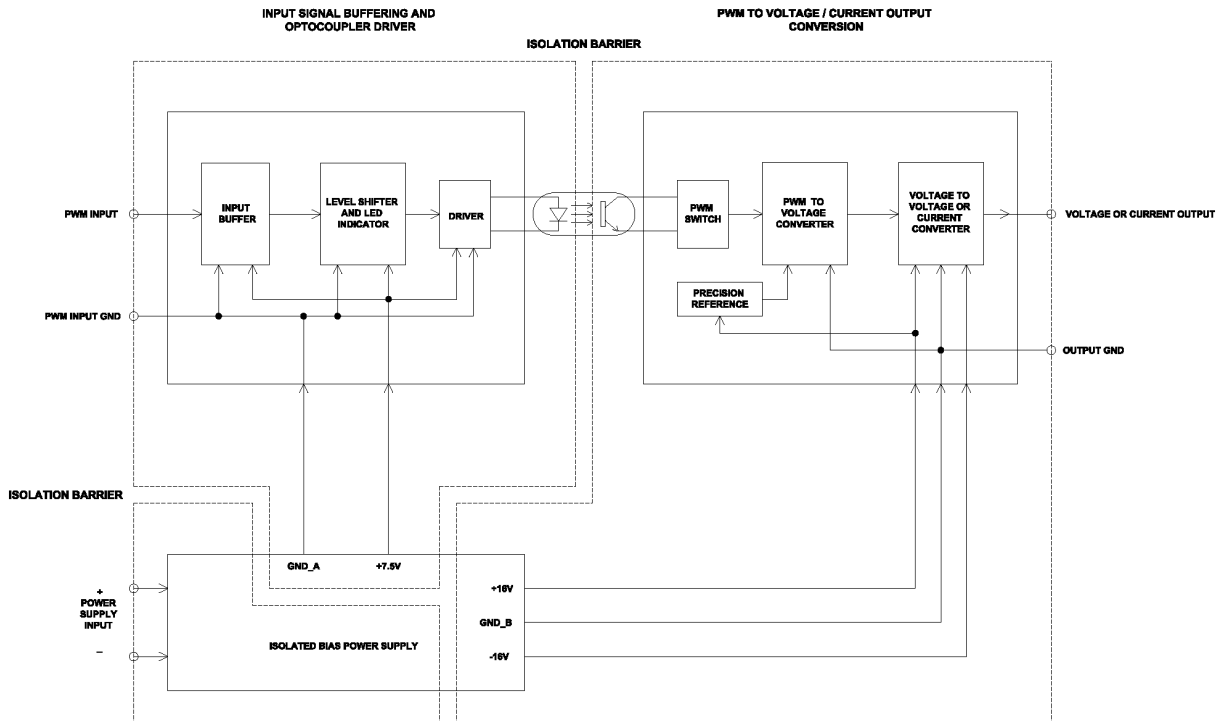 INPUT SIGNAL BUFFERING AND
OPTOCOUPLER DRIVER
PWM TO VOLTAGE / CURRENT OUTPUT
CONVERSION
ISOLATION BARRIER
PWM INPUT
INPUT
BUFFER
LEVEL SHIFTER
AND LED
INDICATOR
DRIVER
PWM
SWITCH
PWM TO
VOLTAGE
CONVERTER
VOLTAGE TO
VOLTAGE OR
CURRENT
CONVERTER
VOLTAGE OR CURRENT OUTPUT
PRECISION
REFERENCE
PWM INPUT GND
OUTPUT GND
ISOLATION BARRIER
GND_A
+7.5V
+
POWER
SUPPLY
INPUT
–
+16V
GND_B
-16V
ISOLATED BIAS POWER SUPPLY